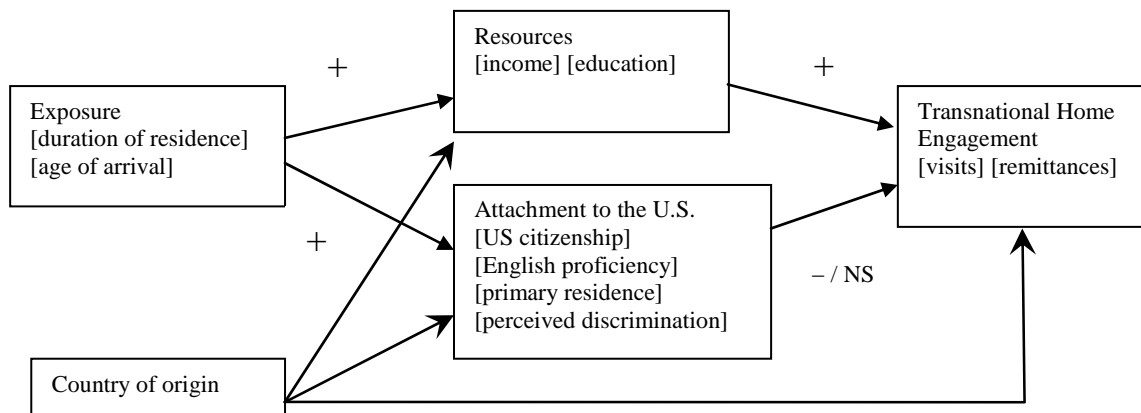 Resources
[income] [education]
+
+
Exposure
[duration of residence]
[age of arrival]
Transnational Home
Engagement
[visits] [remittances]
Attachment to the U.S.
[US citizenship]
[English proficiency]
[primary residence]
[perceived discrimination]
+
– / NS
Country of origin